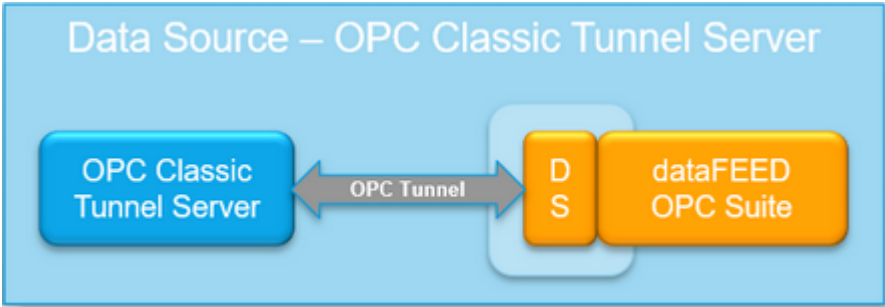 Data Source – OPC Classic Tunnel Server
OPC Classic
Tunnel Server
OPC Tunnel
D
S
dataFEED
OPC Suite